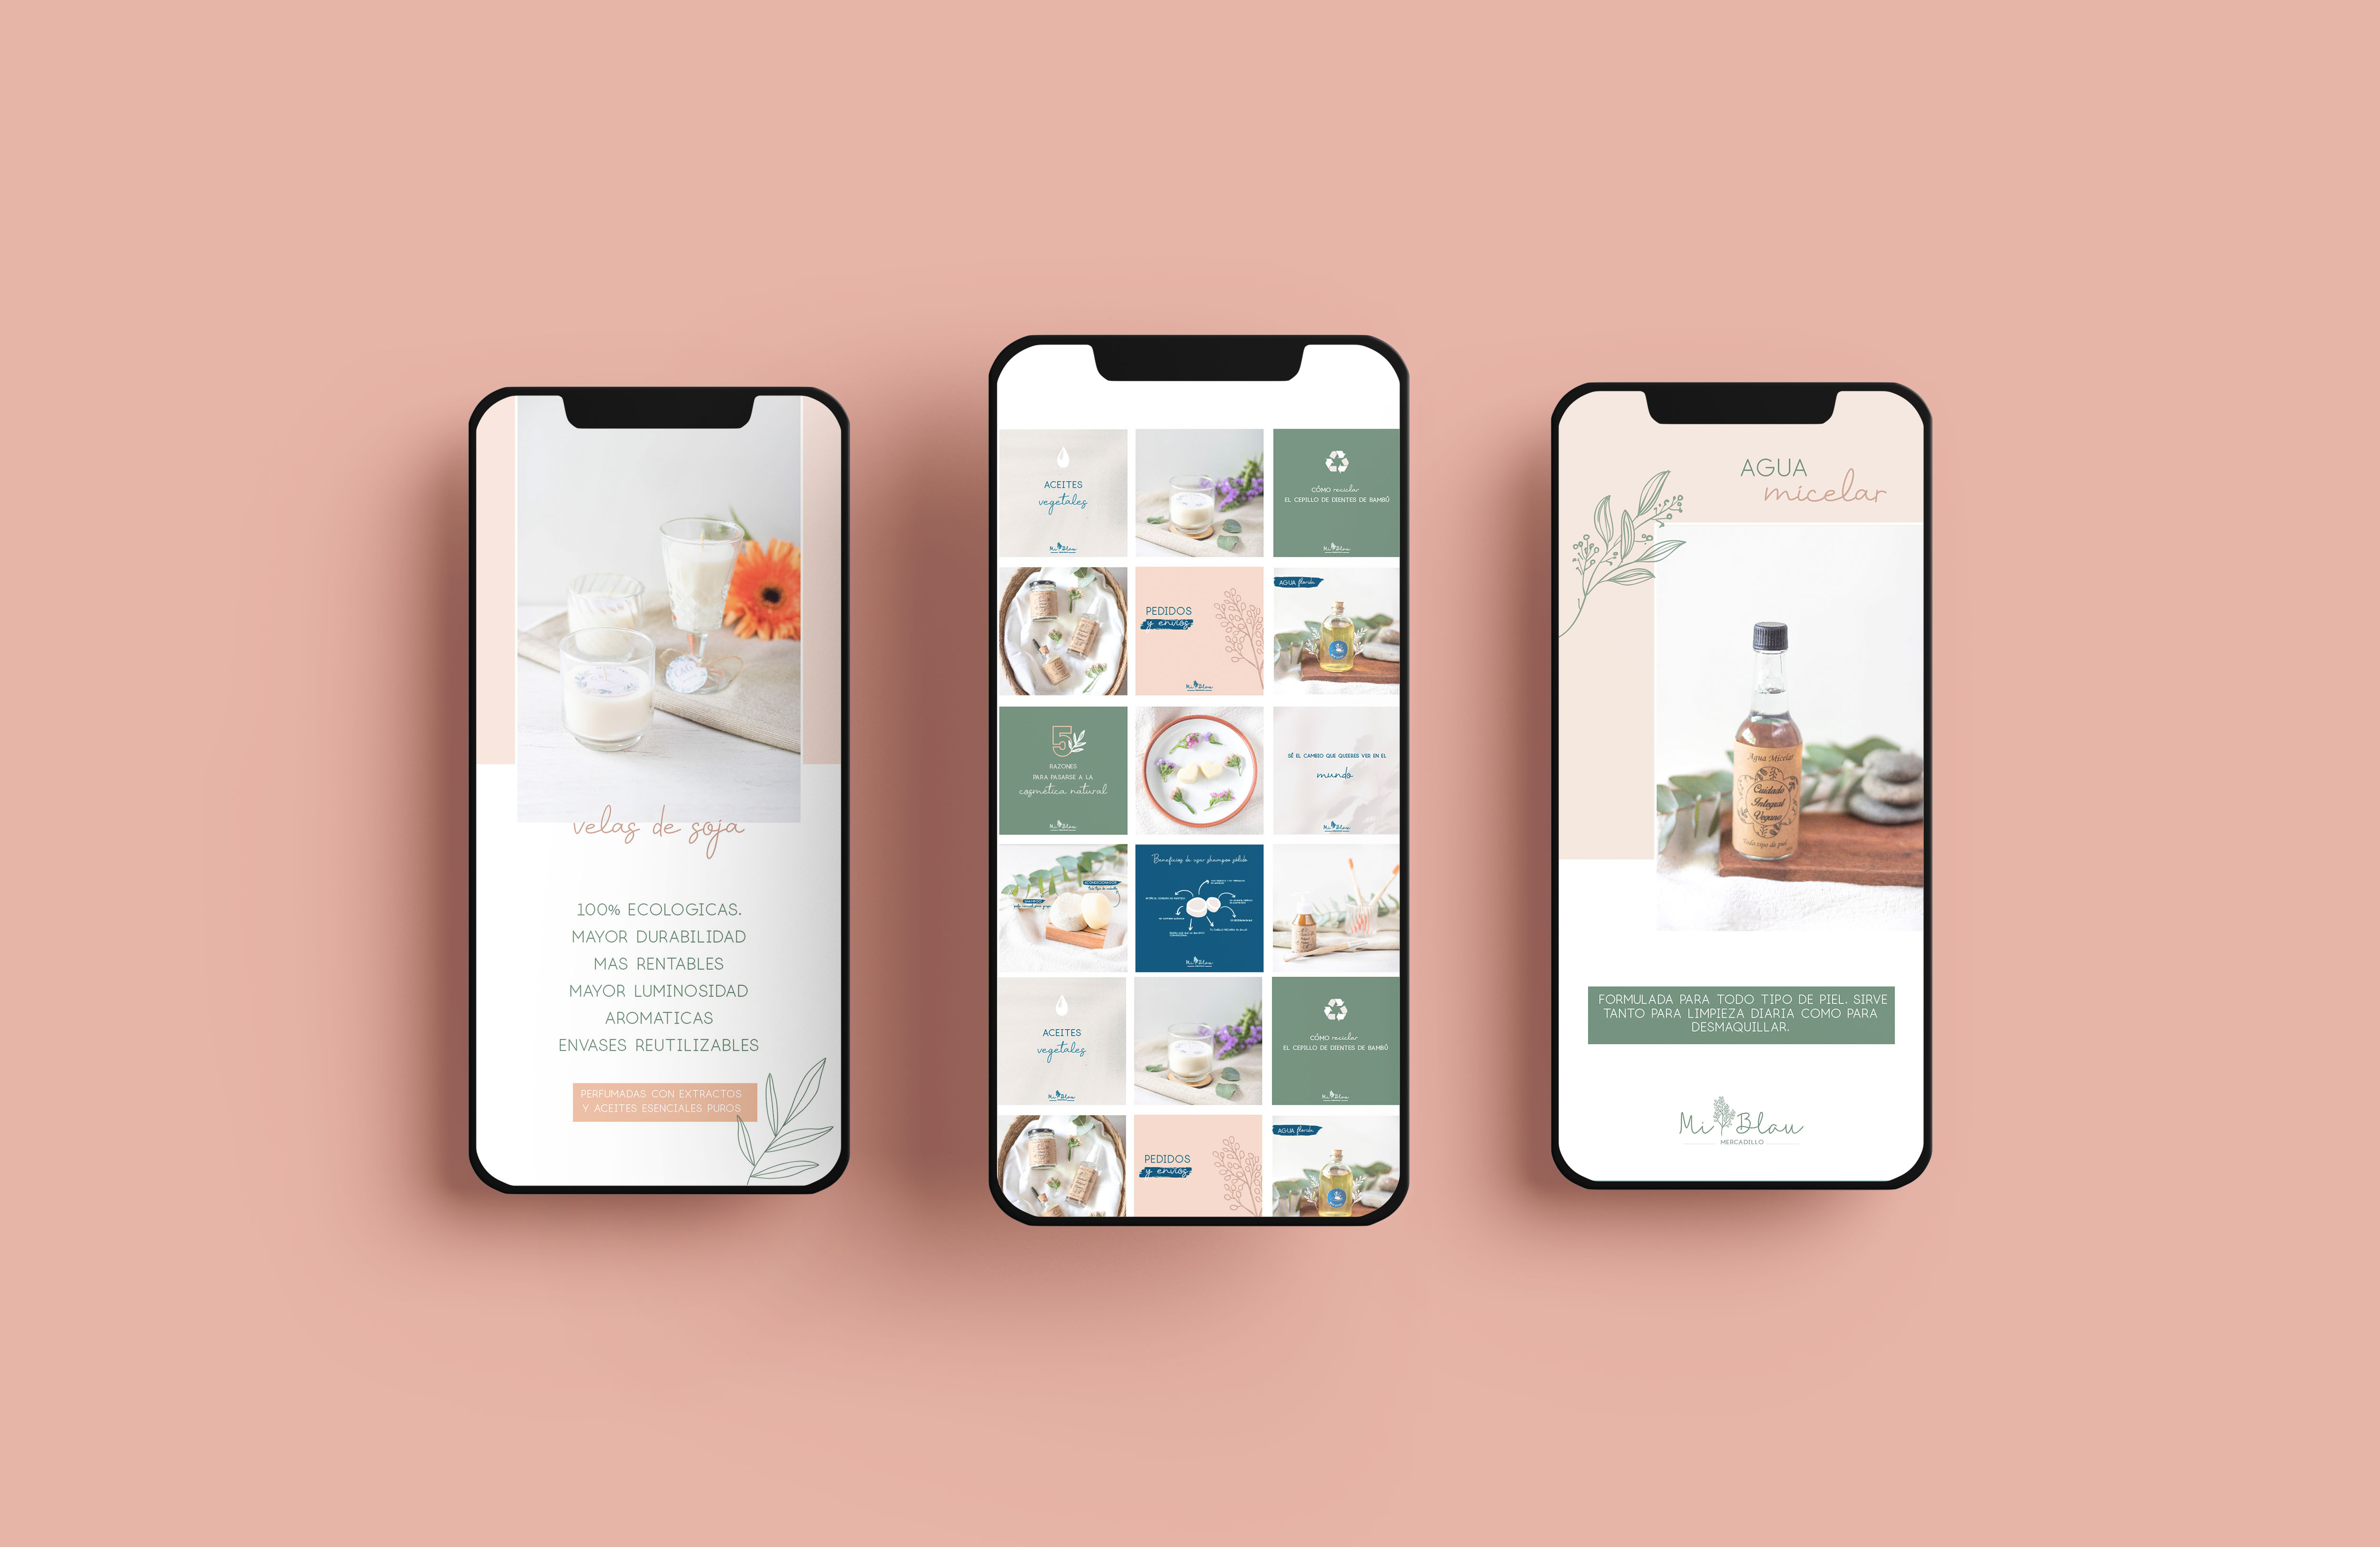 velas de soja
100% ECOLOGICAS.
MAYOR DURABILIDAD
MAS RENTABLES
MAYOR LUMINOSIDAD
AROMATICAS
ENVASES REUTILIZABLES
PERFUMADAS CON EXTRACTOS
Y ACEITES ESENCIALES PUROS
ACEITES
vegetales
Mi Blau
CÓMO reciclar
EL CEPILLO DE DIENTES DE BAMBÚ
Mi Blau
PEDIDOS
y envíos
Mi Blau
AGUA florida
5
RAZONES
PARA PASARSE A LA
cosmética natural
Mi Blau
SÉ EL CAMBIO QUE QUIERES VER EN EL
mundo
Mi Blau
SHAMPOO
Beneficios de usar shampoo sólido
Mi Blau
ACEITES
vegetales
Mi Blau
CÓMO reciclar
EL CEPILLO DE DIENTES DE BAMBÚ
Mi Blau
PEDIDOS
y envíos
AGUA florida
AGUA
micelar
Agua Micelar
Cuidado
Integral
Vegano
Todo tipo de piel
FORMULADA PARA TODO TIPO DE PIEL. SIRVE
TANTO PARA LIMPIEZA DIARIA COMO PARA
DESMAQUILLAR.
Mi Blau
MERCADILLO